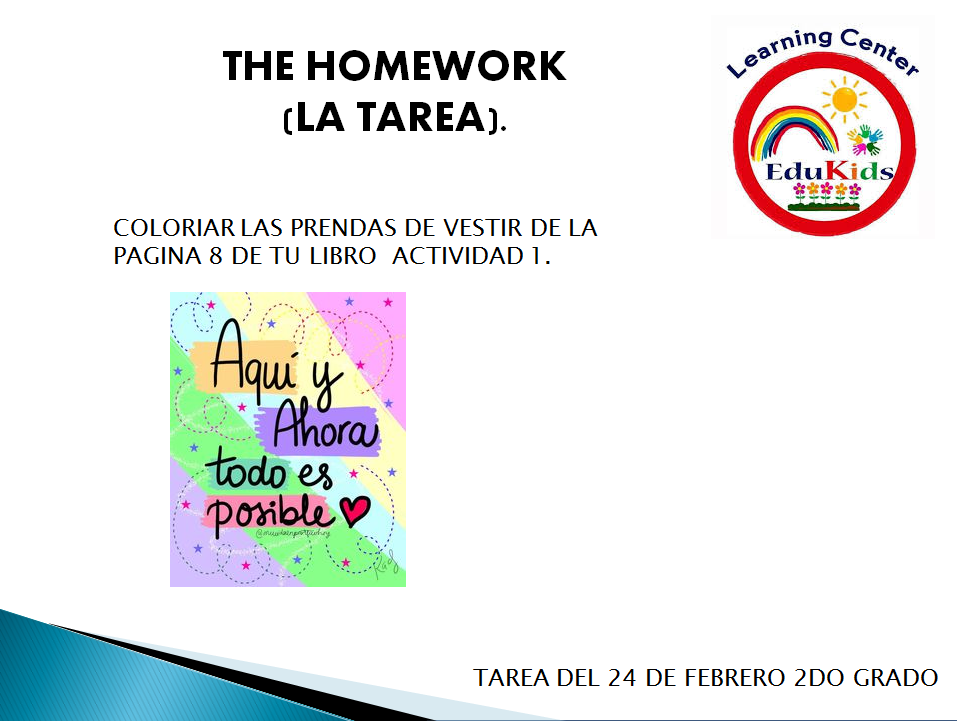 THE HOMEWORK
(LA TAREA).
Learning Center
EduKids
COLORIAR LAS PRENDAS DE VESTIR DE LA
PAGINA 8 DE TU LIBRO ACTIVIDAD 1.
Aquí y
Ahora
todo es
posible
TAREA DEL 24 DE FEBRERO 2DO GRADO